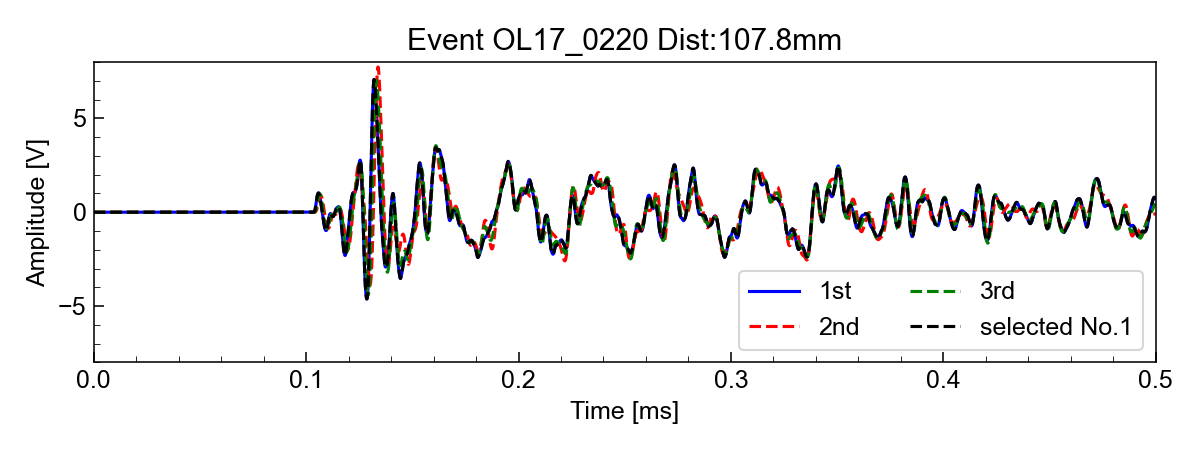 Event OL17_0220 Dist:107.8mm
Amplitude [V]
5
0
−5
1st
2nd
3rd
selected No.1
0.0 0.1 0.2 0.3 0.4 0.5
Time [ms]